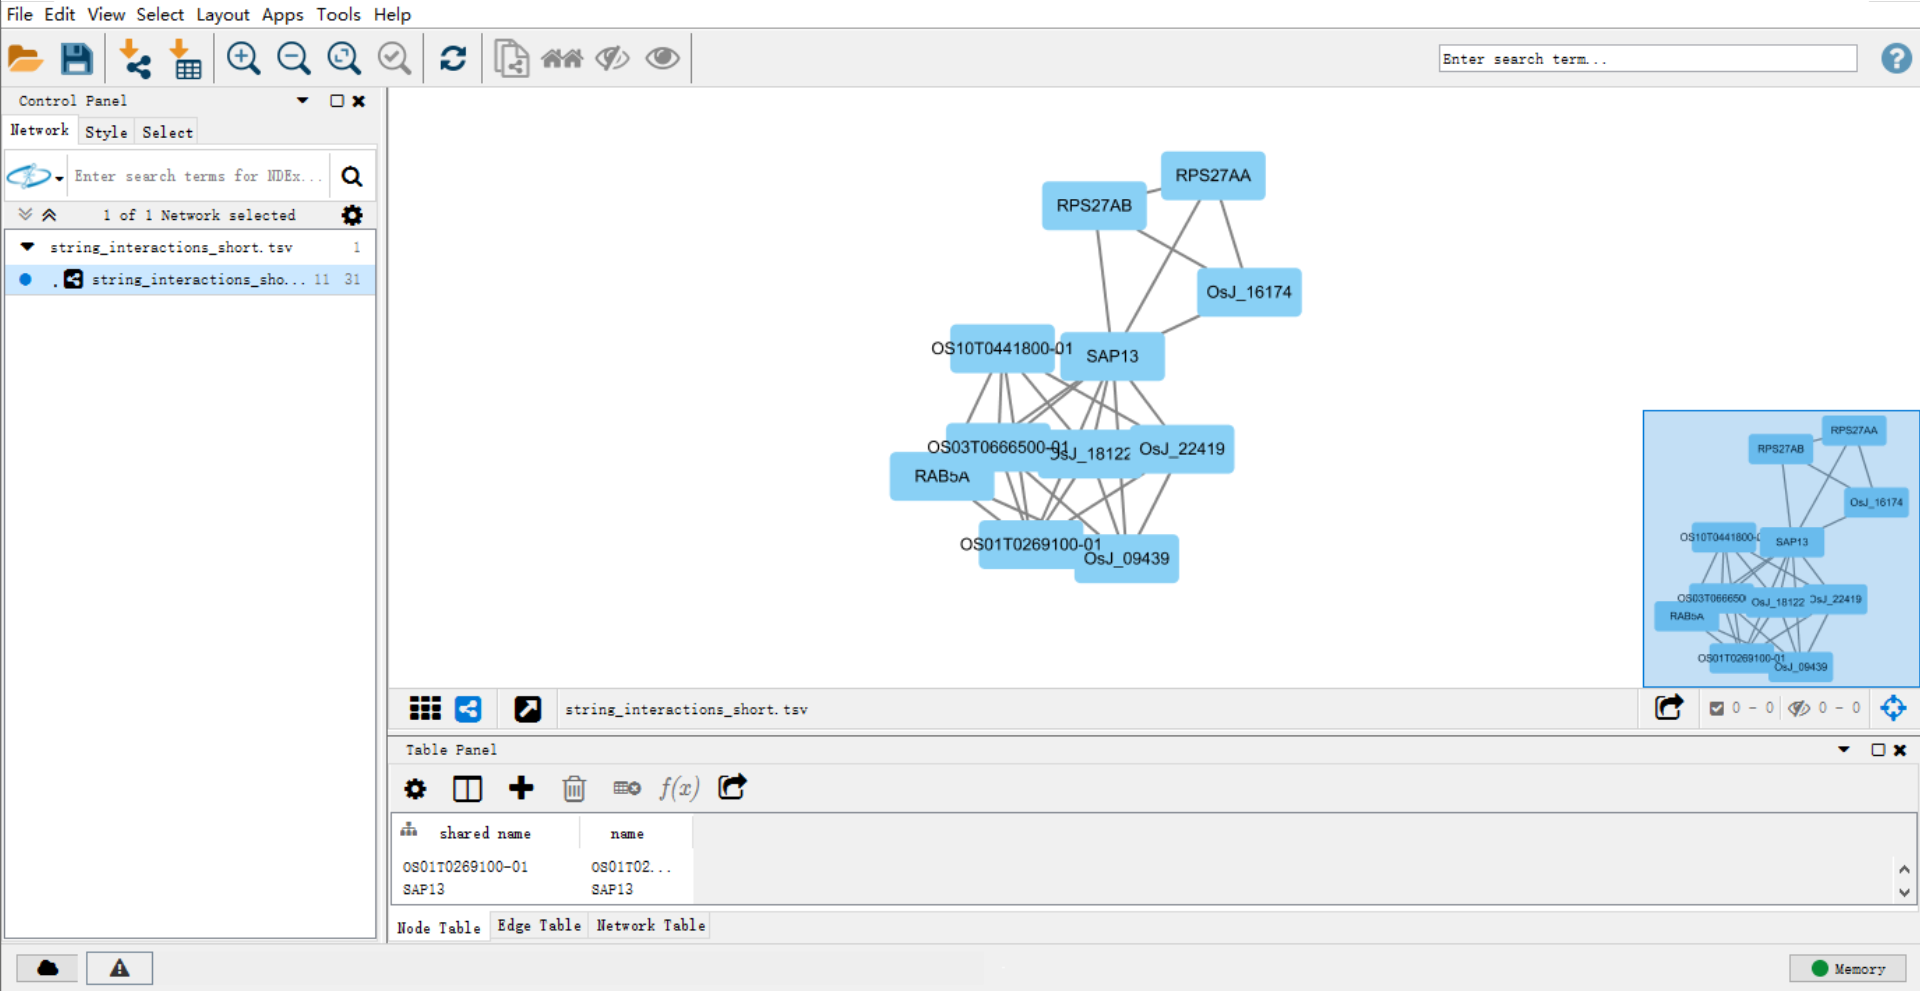 File Edit View Select Layout Apps Tools Help
Enter search term...
Control Panel
Network Style Select
Enter search terms for NDEx...
1 of 1 Network selected
string_interactions_short.tsv 1
string_interactions_sho... 11 31
RPS27AA
RPS27AB
OsJ_16174
OS10T0441800-01
SAP13
OS03T0666500-01
OsJ_18122
OsJ_22419
RAB5A
OS01T0269100-01
OsJ_09439
RPS27AA
RPS27AB
OsJ_16174
OS10T0441800-
SAP13
OS03T066650
OsJ_18122
OsJ_22419
RAB5A
OS01T0269100-01
OsJ_09439
string_interactions_short.tsv
0 - 0 0 - 0
Table Panel
f(x)
shared name name
OS01T0269100-01 OS01T02...
SAP13 SAP13
Node Table Edge Table Network Table
Memory